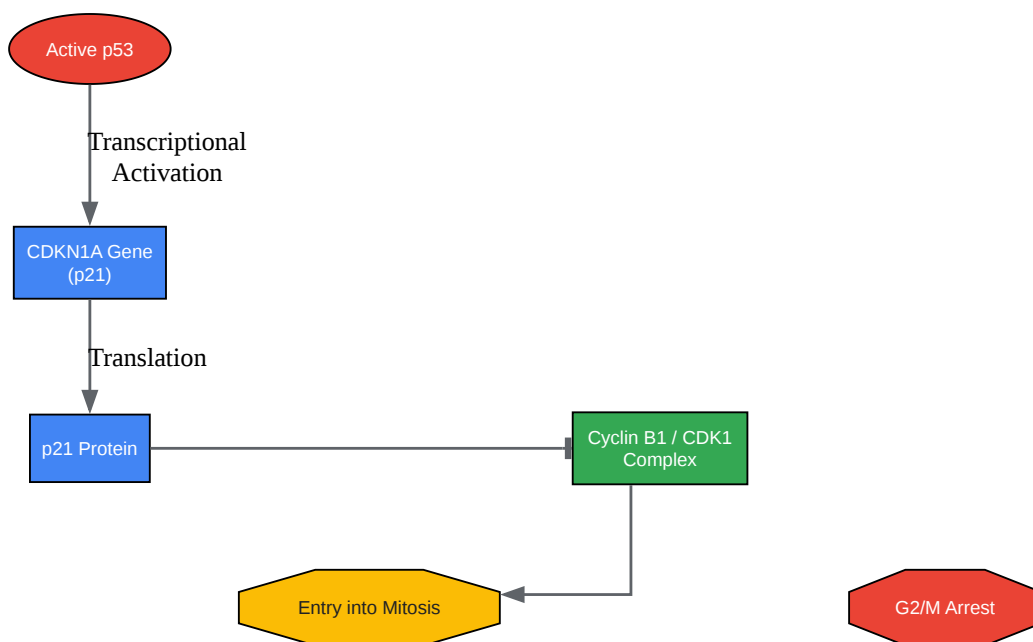 Active p53
Transcriptional
Activation
CDKN1A Gene
(p21)
Translation
p21 Protein
Cyclin B1 / CDK1
Complex
Entry into Mitosis
G2/M Arrest